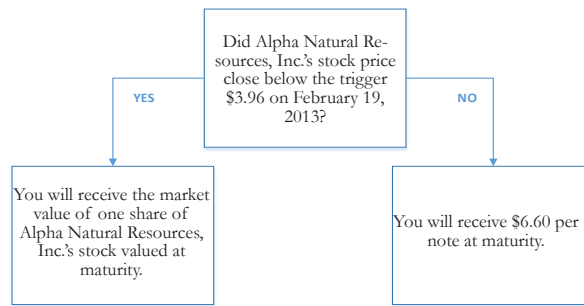 Did Alpha Natural Re-
sources, Inc.'s stock price
close below the trigger
$3.96 on February 19,
2013?
YES
NO
You will receive the market
value of one share of
Alpha Natural Resources,
Inc.'s stock valued at
maturity.
You will receive $6.60 per
note at maturity.